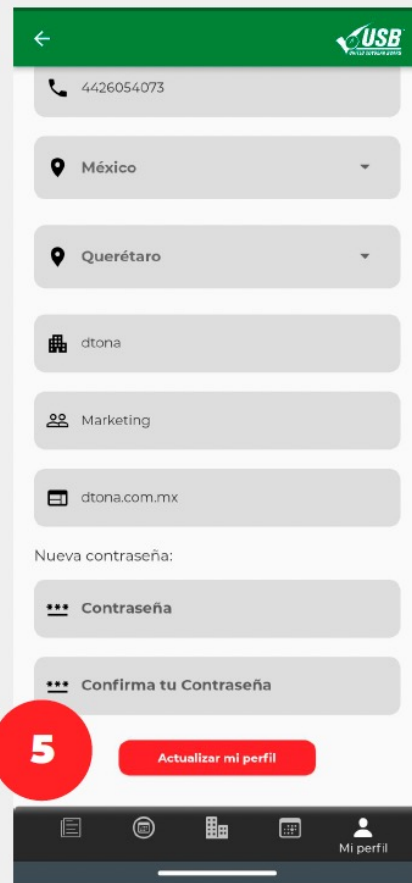 USB
4426054073
México
Querétaro
dtona
Marketing
dtona.com.mx
Nueva contraseña:
*** Contraseña
*** Confirma tu Contraseña
5
Actualizar mi perfil
Mi perfil